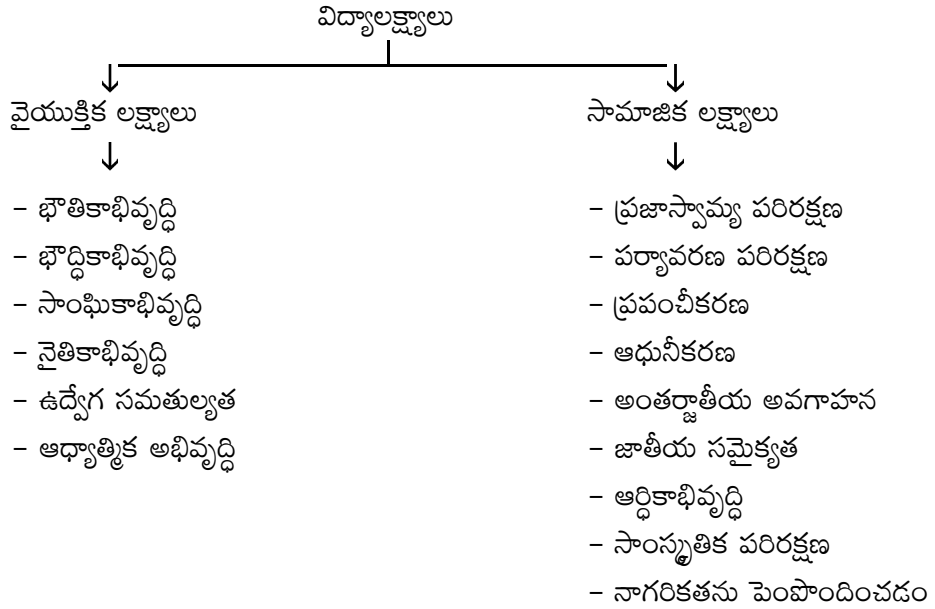 విద్యాలక్ష్యాలు
వైయుక్తిక లక్ష్యాలు
– భౌతికాభివృద్ధి
– భౌద్ధికాభివృద్ధి
– సాంఘికాభివృద్ధి
– నైతికాభివృద్ధి
– ఉద్వేగ సమతుల్యత
– ఆధ్యాత్మిక అభివృద్ధి
సామాజిక లక్ష్యాలు
– ప్రజాస్వామ్య పరిరక్షణ
– పర్యావరణ పరిరక్షణ
– ప్రపంచీకరణ
– ఆధునీకరణ
– అంతర్జాతీయ అవగాహన
– జాతీయ సమైక్యత
– ఆర్థికాభివృద్ధి
– సాంస్కృతిక పరిరక్షణ
– నాగరికతను పెంపొందించడం